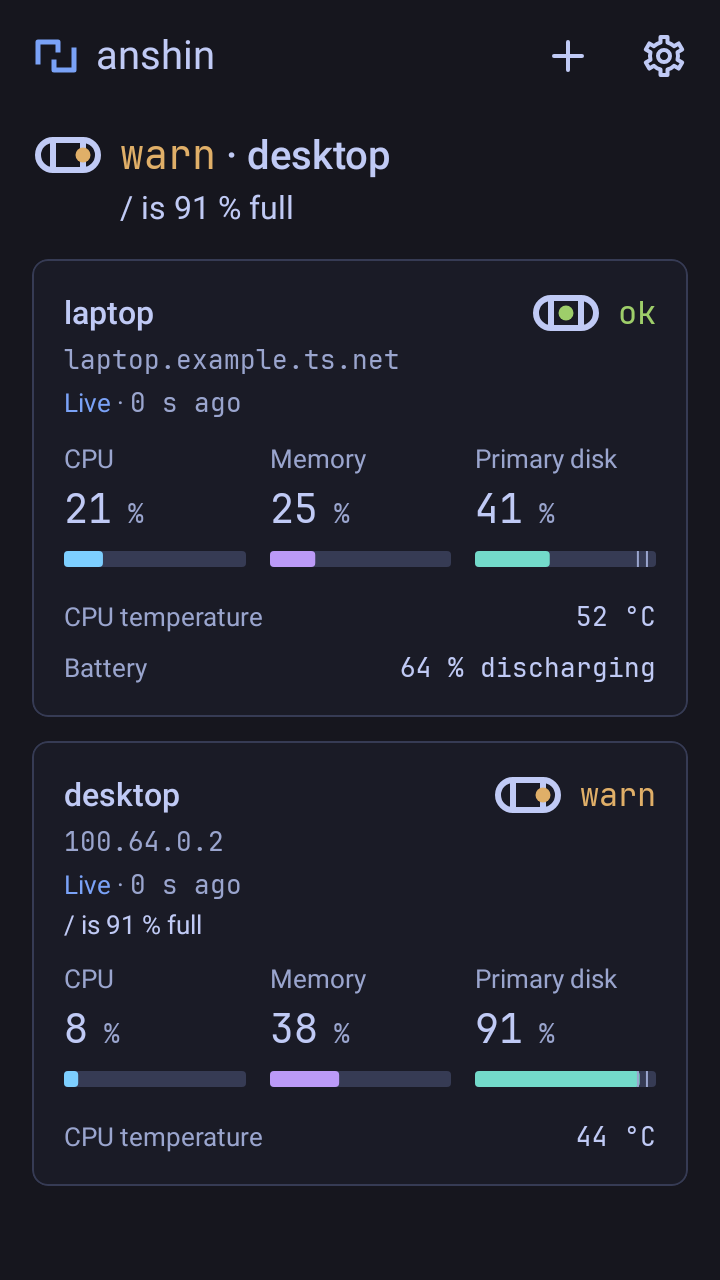 anshin
warn · desktop
/ is 91 % full
laptop ok
laptop.example.ts.net
Live · 0 s ago
CPU Memory Primary disk
21 % 25 % 41 %
CPU temperature 52 °C
Battery 64 % discharging
desktop warn
100.64.0.2
Live · 0 s ago
/ is 91 % full
CPU Memory Primary disk
8 % 38 % 91 %
CPU temperature 44 °C